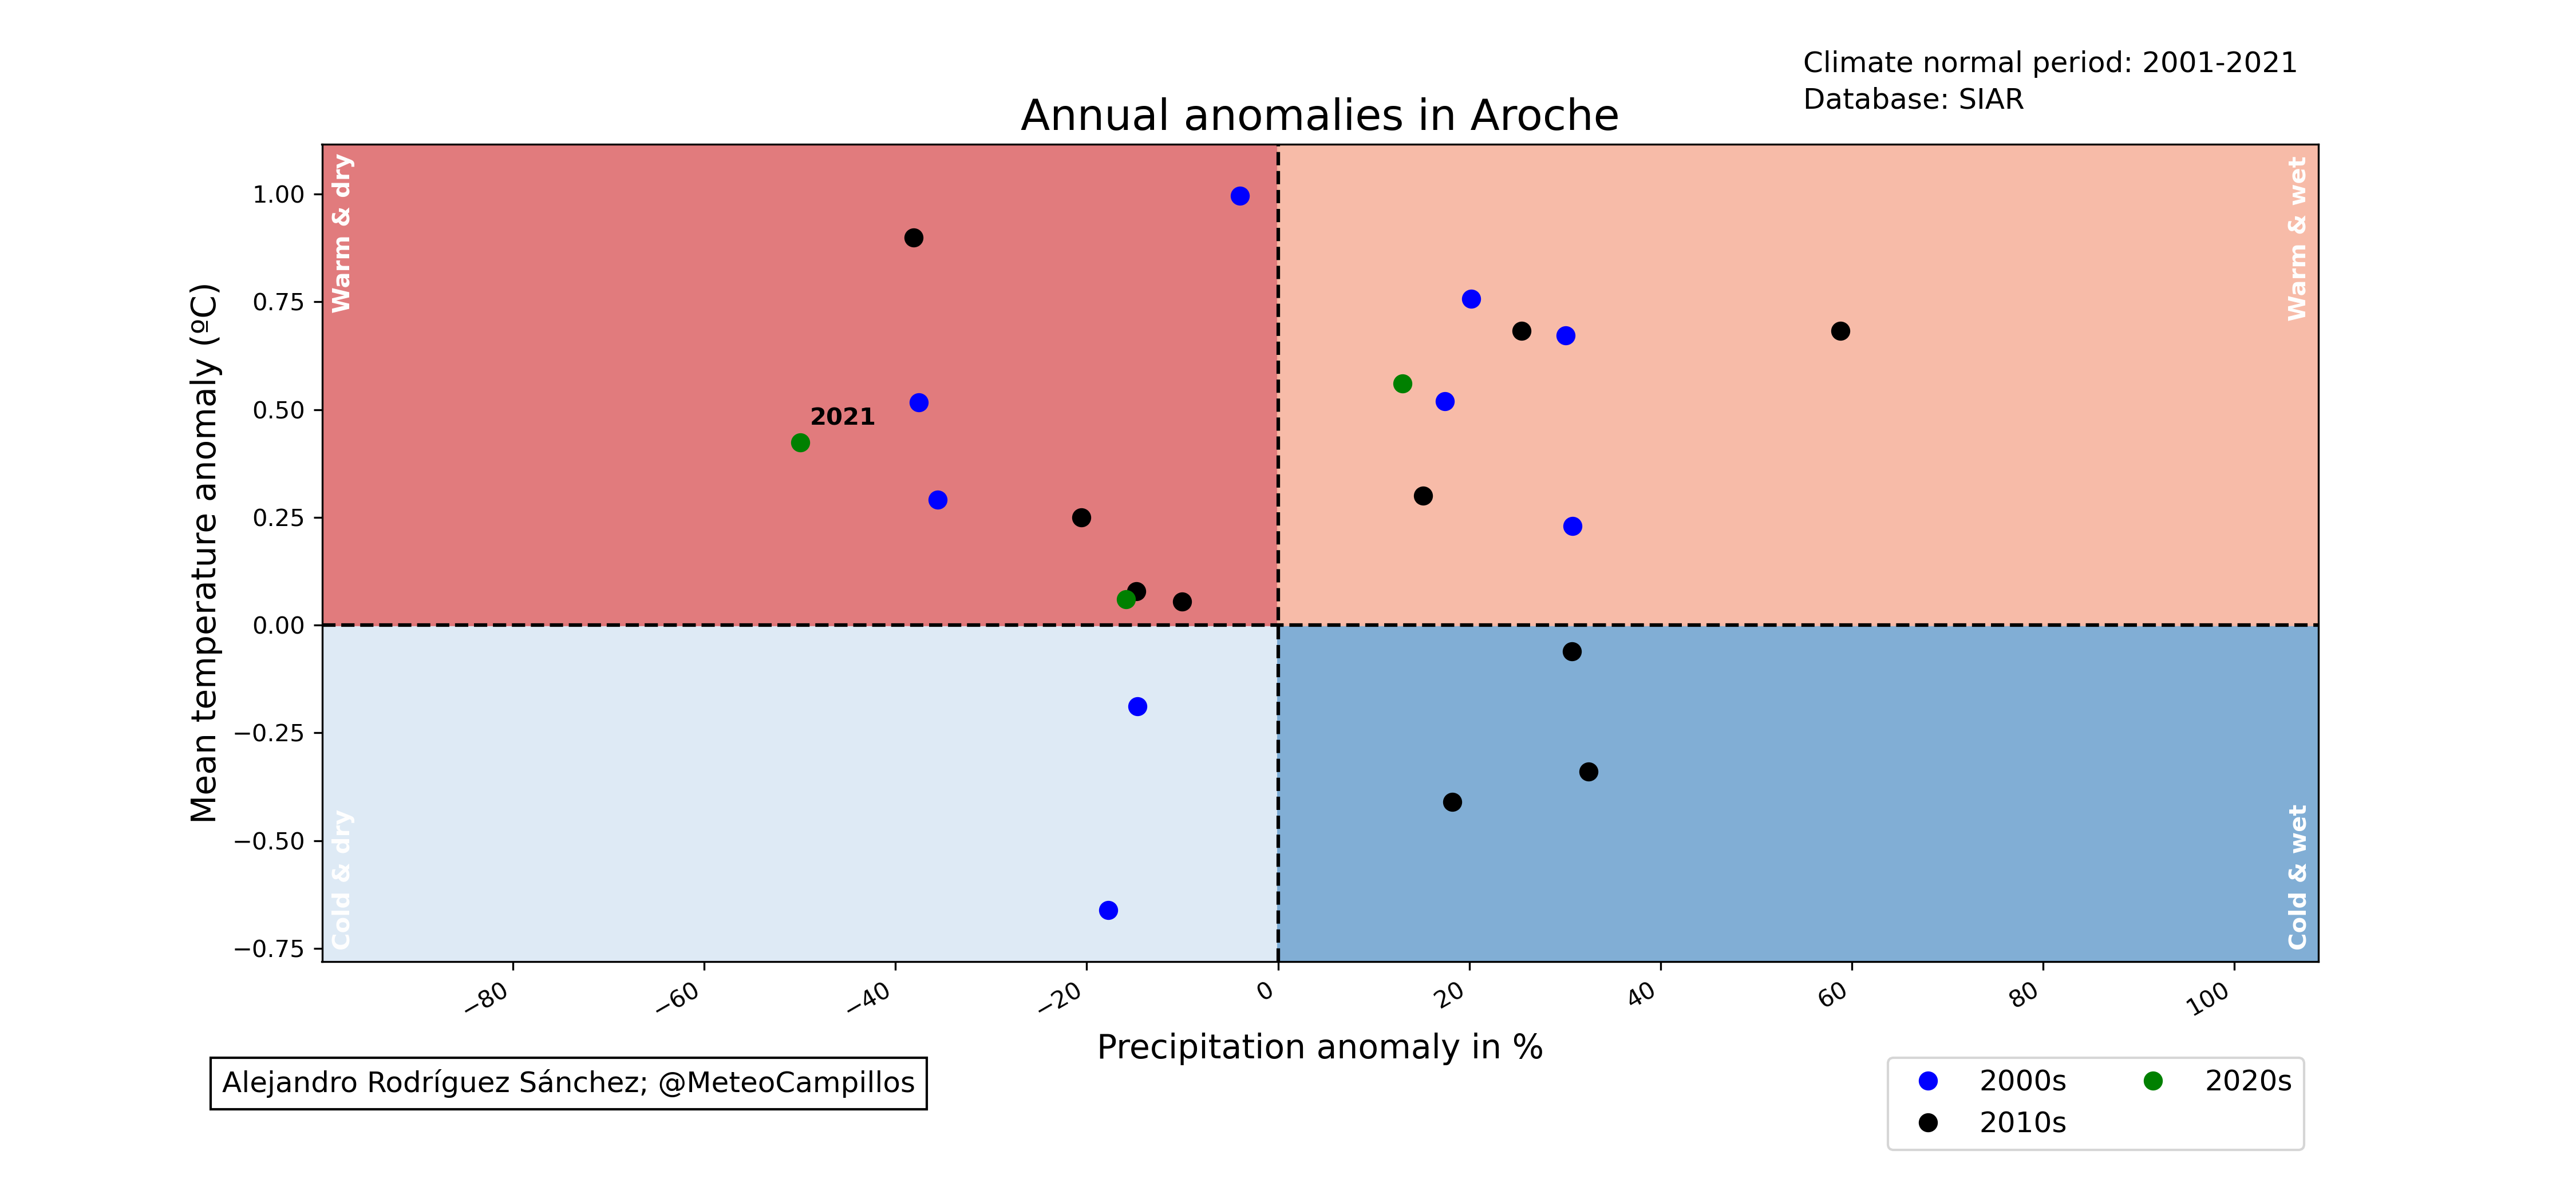 Climate normal period: 2001-2021
Database: SIAR
Annual anomalies in Aroche
Warm & dry
Warm & wet
Mean temperature anomaly (ºC)
1.00
0.75
0.50
0.25
0.00
−0.25
−0.50
−0.75
2021
Cold & dry
Cold & wet
−80
−60
−40
−20
0
20
40
60
80
100
Precipitation anomaly in %
Alejandro Rodríguez Sánchez; @MeteoCampillos
2000s
2010s
2020s